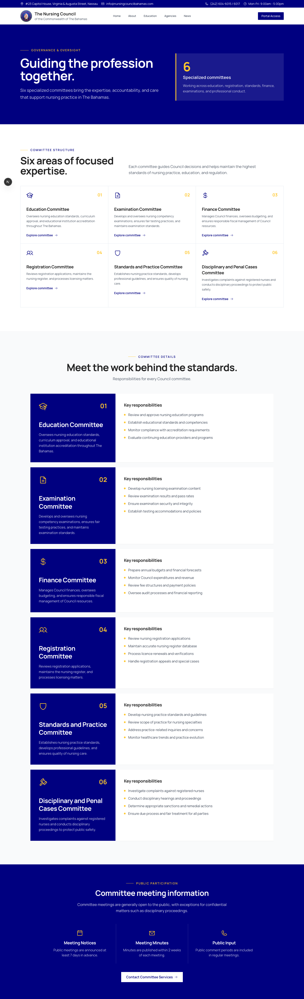 #23 Capitol House, Virginia & Augusta Street, Nassau
info@nursingcouncilbahamas.com
(242) 604-6015 / 6017
Mon-Fri: 9:00am - 5:00pm
The Nursing Council
of the Commonwealth of The Bahamas
Home
About
Education
Agencies
News
Portal Access
GOVERNANCE & OVERSIGHT
Guiding the profession
together.
Six specialized committees bring the expertise, accountability, and care
that support nursing practice in The Bahamas.
6
Specialized committees
Working across education, registration, standards, finance,
examinations, and professional conduct.
COMMITTEE STRUCTURE
Six areas of focused
expertise.
Each committee guides Council decisions and helps maintain the highest
standards of nursing practice, education, and regulation.
N
01
Education Committee
Oversees nursing education standards, curriculum
approval, and educational institution accreditation
throughout The Bahamas.
Explore committee
02
Examination Committee
Develops and oversees nursing competency
examinations, ensures fair testing practices, and
maintains examination standards.
Explore committee
03
Finance Committee
Manages Council finances, oversees budgeting, and
ensures responsible fiscal management of Council
resources.
Explore committee
04
Registration Committee
Reviews registration applications, maintains the
nursing register, and processes licensing matters.
Explore committee
05
Standards and Practice Committee
Establishes nursing practice standards, develops
professional guidelines, and ensures quality of nursing
care.
Explore committee
06
Disciplinary and Penal Cases
Committee
Investigates complaints against registered nurses and
conducts disciplinary proceedings to protect public
safety.
Explore committee
COMMITTEE DETAILS
Meet the work behind the standards.
Responsibilities for every Council committee.
01
Education Committee
Oversees nursing education standards,
curriculum approval, and educational
institution accreditation throughout The
Bahamas.
Key responsibilities
Review and approve nursing education programs
Establish educational standards and competencies
Monitor compliance with accreditation requirements
Evaluate continuing education providers and programs
02
Examination
Committee
Develops and oversees nursing
competency examinations, ensures fair
testing practices, and maintains
examination standards.
Key responsibilities
Develop nursing licensing examination content
Review examination results and pass rates
Ensure examination security and integrity
Establish testing accommodations and policies
03
Finance Committee
Manages Council finances, oversees
budgeting, and ensures responsible fiscal
management of Council resources.
Key responsibilities
Prepare annual budgets and financial forecasts
Monitor Council expenditures and revenue
Review fee structures and payment policies
Oversee audit processes and financial reporting
04
Registration
Committee
Reviews registration applications,
maintains the nursing register, and
processes licensing matters.
Key responsibilities
Review nursing registration applications
Maintain accurate nursing register database
Process licence renewals and verifications
Handle registration appeals and special cases
05
Standards and Practice
Committee
Establishes nursing practice standards,
develops professional guidelines, and
ensures quality of nursing care.
Key responsibilities
Develop nursing practice standards and guidelines
Review scope of practice for nursing specialties
Address practice-related inquiries and concerns
Monitor healthcare trends and practice evolution
06
Disciplinary and Penal
Cases Committee
Investigates complaints against registered
nurses and conducts disciplinary
proceedings to protect public safety.
Key responsibilities
Investigate complaints against registered nurses
Conduct disciplinary hearings and proceedings
Determine appropriate sanctions and remedial actions
Ensure due process and fair treatment for all parties
PUBLIC PARTICIPATION
Committee meeting information
Committee meetings are generally open to the public, with exceptions for confidential
matters such as disciplinary proceedings.
Meeting Notices
Public meetings are announced at
least 7 days in advance.
Meeting Minutes
Minutes are published within 2 weeks
of each meeting.
Public Input
Public comment periods are included
in regular meetings.
Contact Committee Services